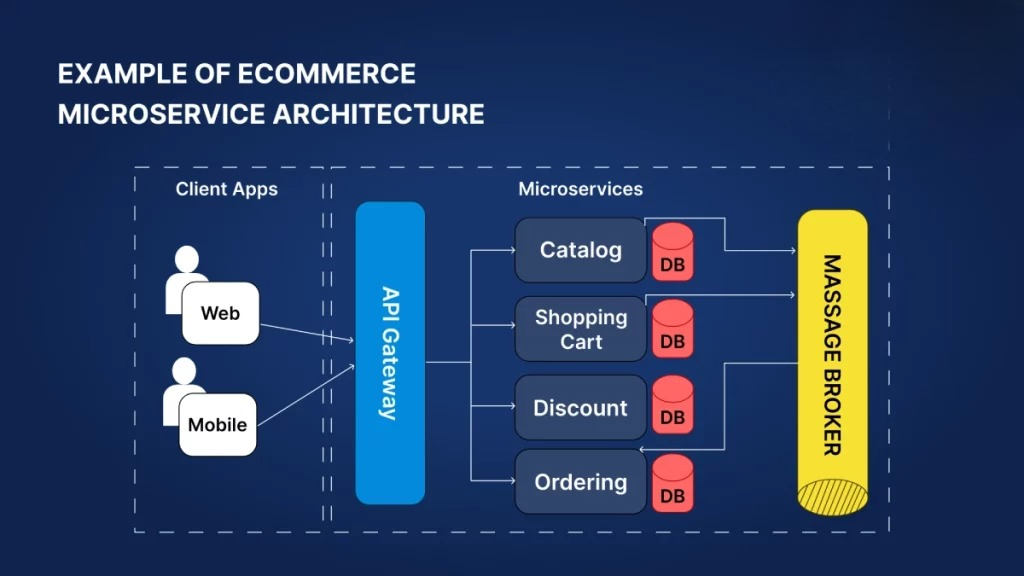 EXAMPLE OF ECOMMERCE
MICROSERVICE ARCHITECTURE
Client Apps
Web
Mobile
API Gateway
Microservices
Catalog
DB
Shopping
Cart
DB
Discount
DB
Ordering
DB
MASSAGE BROKER